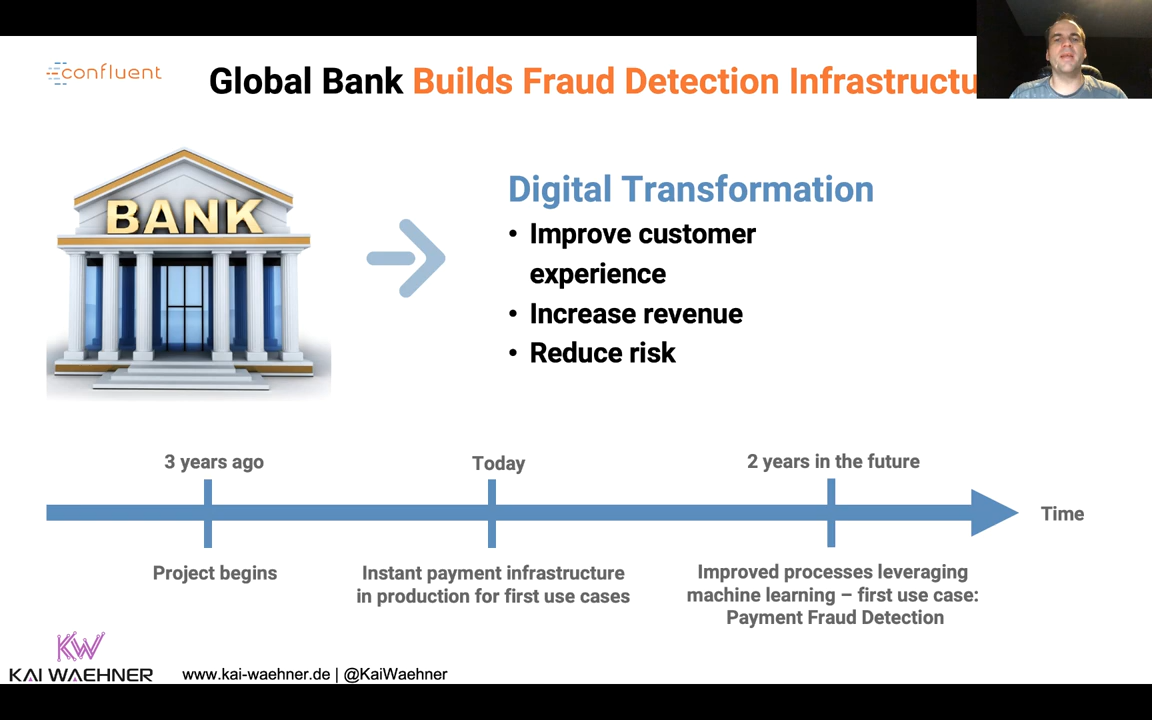 confluent
Global Bank Builds Fraud Detection Infrastructu
BANK
Digital Transformation
• Improve customer
experience
• Increase revenue
• Reduce risk
3 years ago
Today
2 years in the future
Time
Project begins
Instant payment infrastructure
in production for first use cases
Improved processes leveraging
machine learning – first use case:
Payment Fraud Detection
KW
KAI WAEHNER
www.kai-waehner.de | @KaiWaehner